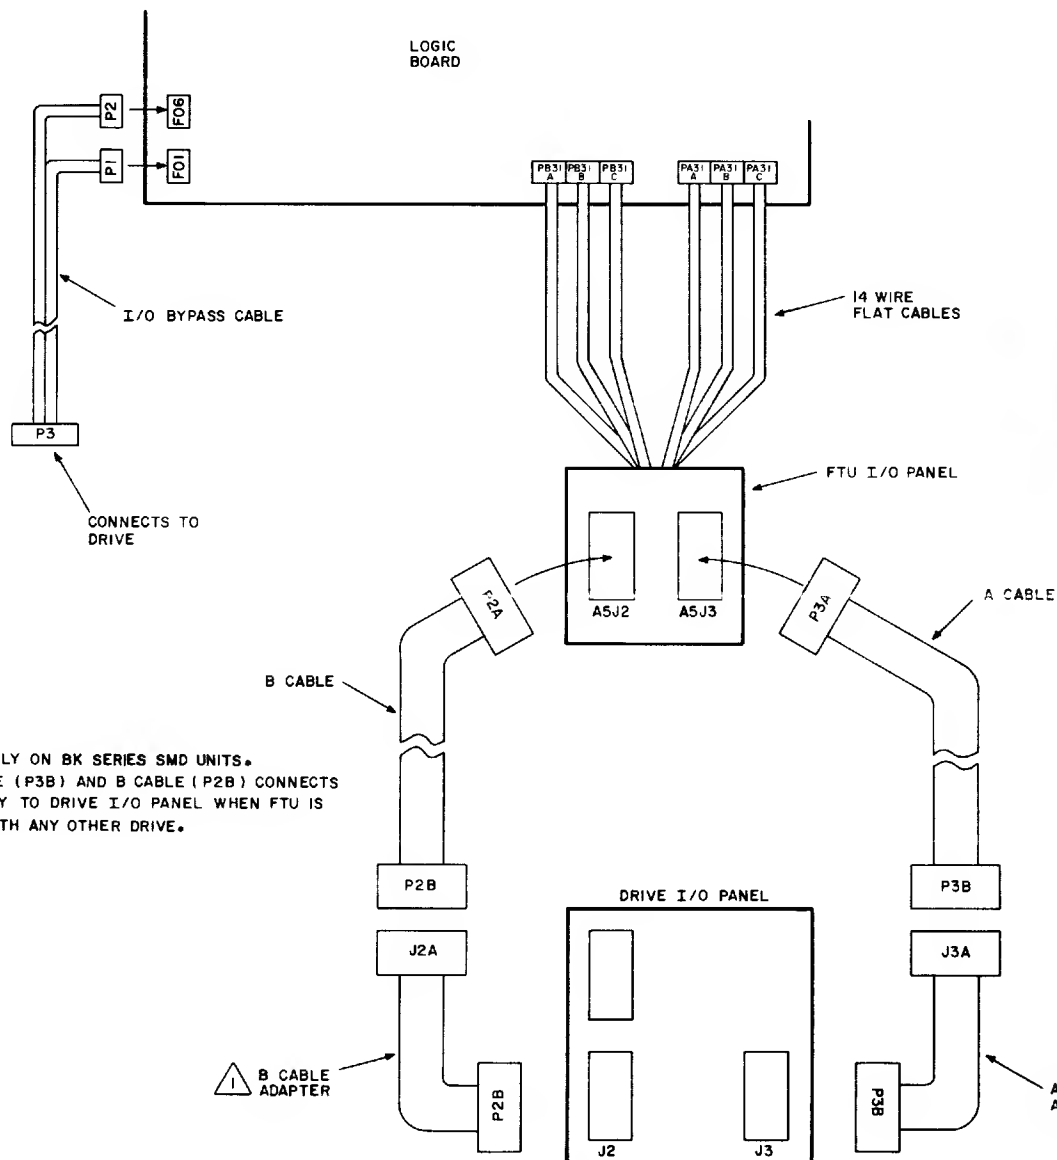 LOGIC
BOARD
P2
F06
P1
F01
PB31
A
PB31
B
PB31
C
PA31
A
PA31
B
PA31
C
I/O BYPASS CABLE
14 WIRE
FLAT CABLES
P3
CONNECTS TO
DRIVE
FTU I/O PANEL
P2A
A5J2
A5J3
P3A
A CABLE
B CABLE
LY ON BK SERIES SMD UNITS.
E (P3B) AND B CABLE (P2B) CONNECTS
Y TO DRIVE I/O PANEL WHEN FTU IS
TH ANY OTHER DRIVE.
P2B
P3B
DRIVE I/O PANEL
J2A
J3A
1
B CABLE
ADAPTER
P2B
J2
J3
P3B
A
A